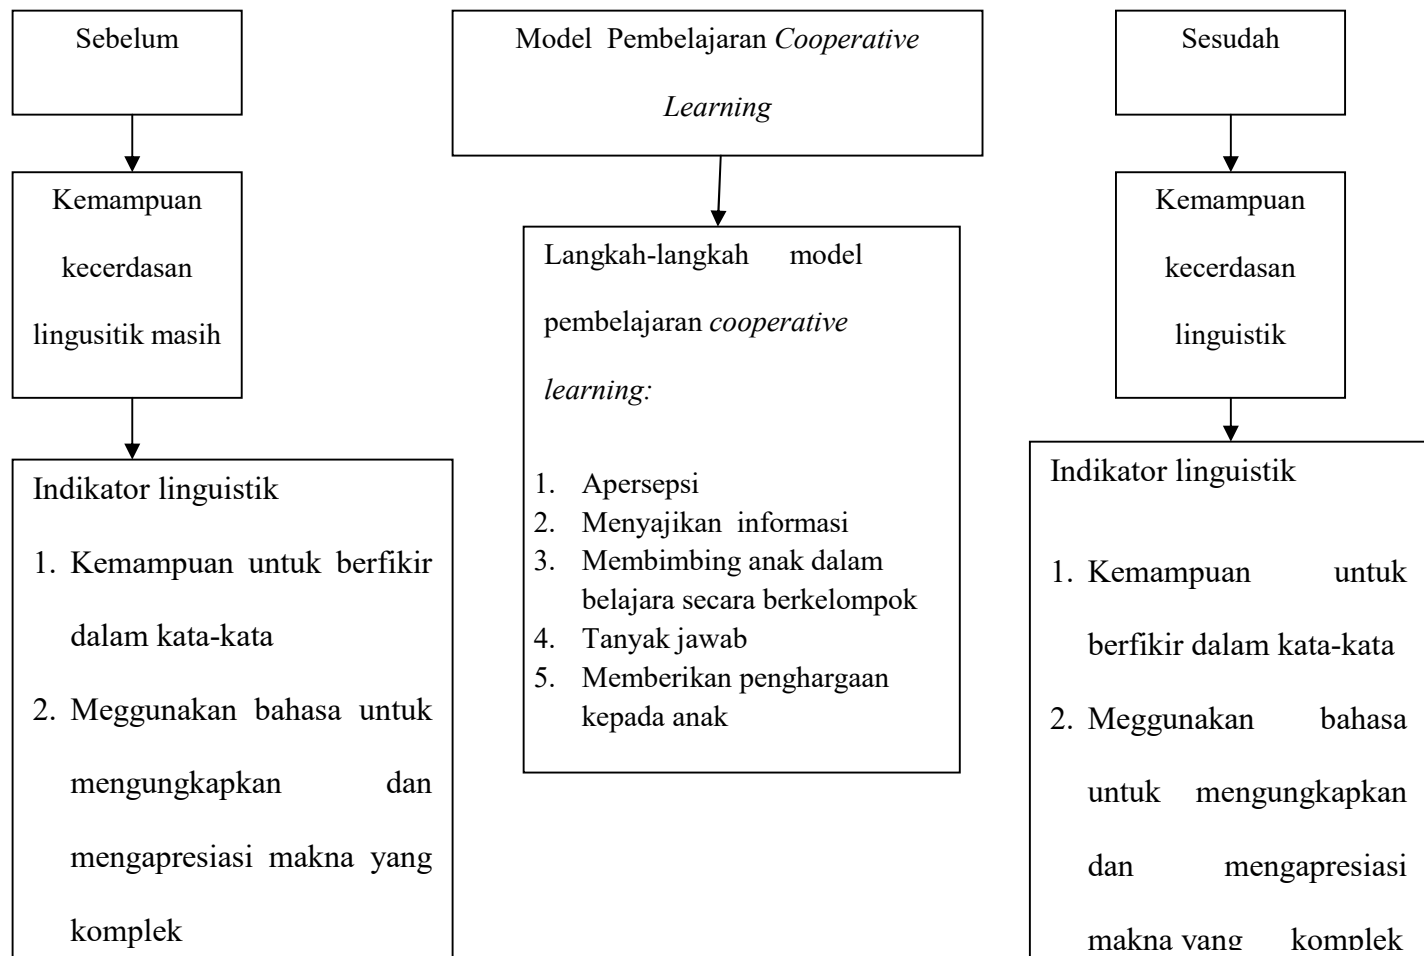 Sebelum
Kemampuan
kecerdasan
lingusitik masih
Indikator linguistik
1. Kemampuan untuk berfikir
dalam kata-kata
2. Meggunakan bahasa untuk
mengungkapkan dan
mengapresiasi makna yang
komplek
Model Pembelajaran Cooperative
Learning
Langkah-langkah model
pembelajaran cooperative
learning:
1. Apersepsi
2. Menyajikan informasi
3. Membimbing anak dalam
belajara secara berkelompok
4. Tanyak jawab
5. Memberikan penghargaan
kepada anak
Sesudah
Kemampuan
kecerdasan
linguistik
Indikator linguistik
1. Kemampuan untuk
berfikir dalam kata-kata
2. Meggunakan bahasa
untuk mengungkapkan
dan mengapresiasi
makna yang komplek